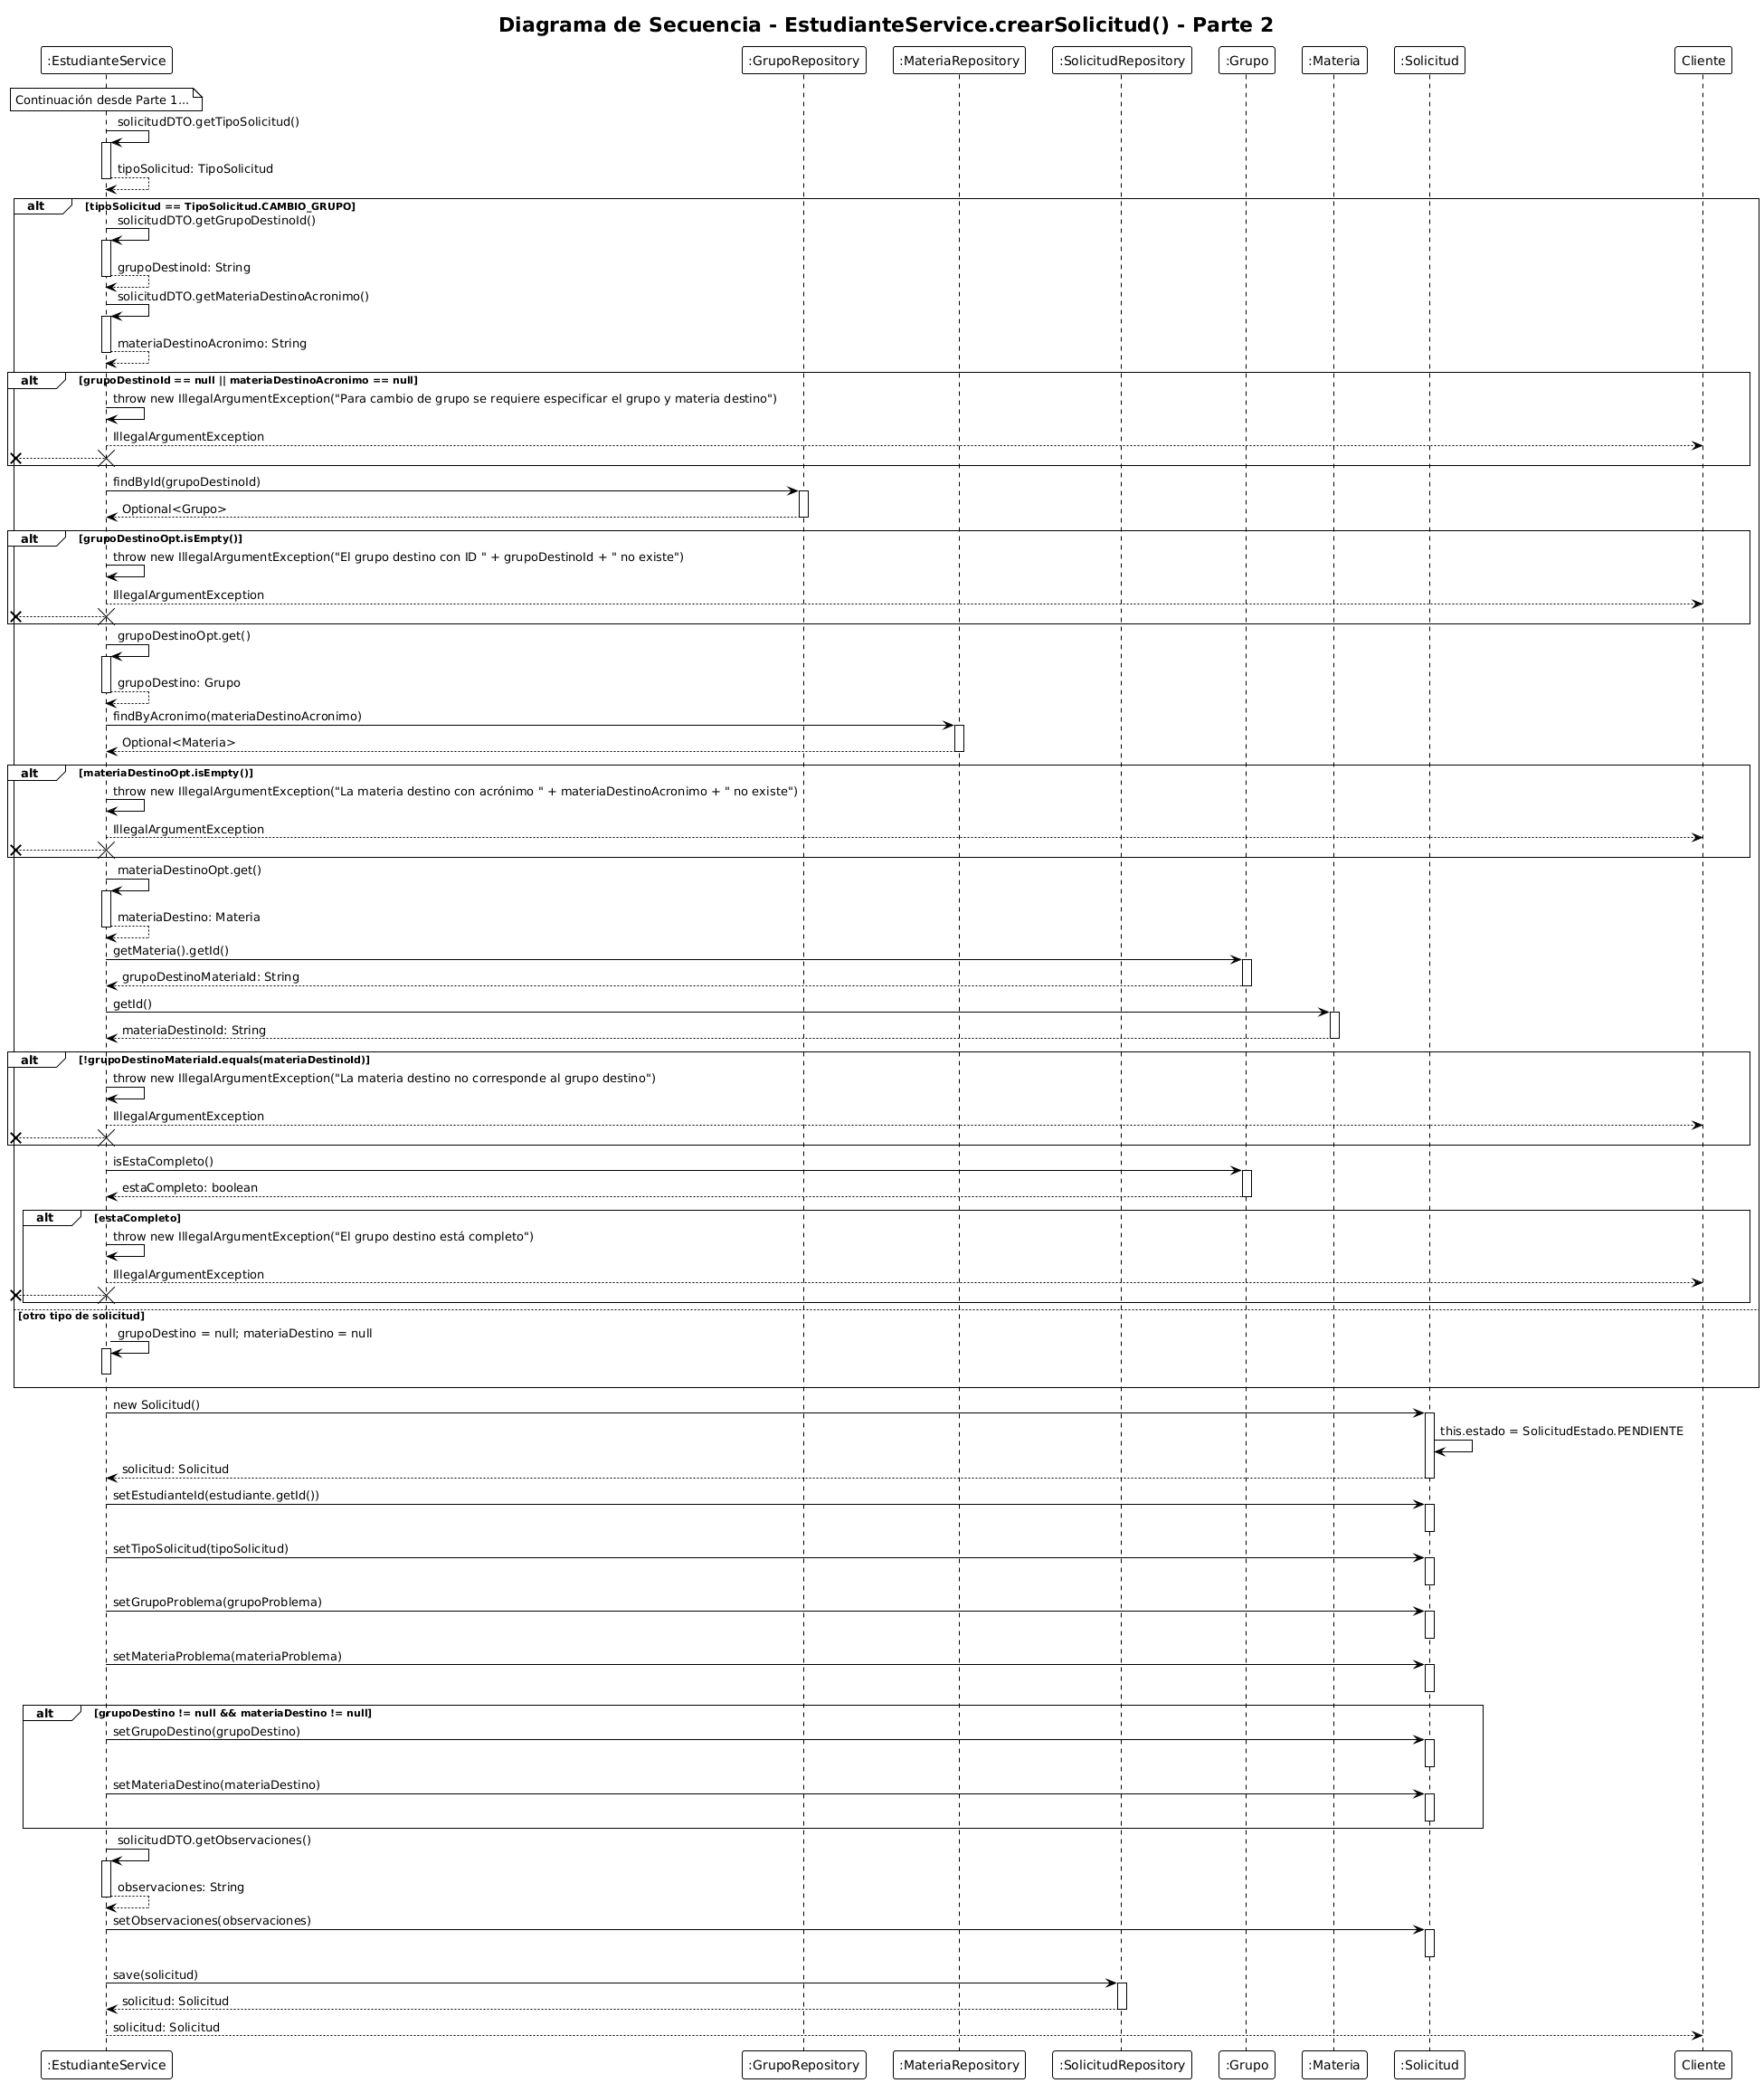 Diagrama de Secuencia - EstudianteService.crearSolicitud() - Parte 2
:EstudianteService :GrupoRepository :MateriaRepository :SolicitudRepository :Grupo :Materia :Solicitud Cliente
Continuación desde Parte 1...
solicitudDTO.getTipoSolicitud()
tipoSolicitud: TipoSolicitud
alt [tipoSolicitud == TipoSolicitud.CAMBIO_GRUPO]
solicitudDTO.getGrupoDestinoId()
grupoDestinoId: String
solicitudDTO.getMateriaDestinoAcronimo()
materiaDestinoAcronimo: String
alt [grupoDestinoId == null || materiaDestinoAcronimo == null]
throw new IllegalArgumentException("Para cambio de grupo se requiere especificar el grupo y materia destino")
IllegalArgumentException
findById(grupoDestinoId)
Optional<Grupo>
alt [grupoDestinoOpt.isEmpty()]
throw new IllegalArgumentException("El grupo destino con ID " + grupoDestinoId + " no existe")
IllegalArgumentException
grupoDestinoOpt.get()
grupoDestino: Grupo
findByAcronimo(materiaDestinoAcronimo)
Optional<Materia>
alt [materiaDestinoOpt.isEmpty()]
throw new IllegalArgumentException("La materia destino con acrónimo " + materiaDestinoAcronimo + " no existe")
IllegalArgumentException
materiaDestinoOpt.get()
materiaDestino: Materia
getMateria().getId()
grupoDestinoMateriaId: String
getId()
materiaDestinoId: String
alt [!grupoDestinoMateriaId.equals(materiaDestinoId)]
throw new IllegalArgumentException("La materia destino no corresponde al grupo destino")
IllegalArgumentException
isEstaCompleto()
estaCompleto: boolean
alt [estaCompleto]
throw new IllegalArgumentException("El grupo destino está completo")
IllegalArgumentException
[otro tipo de solicitud]
grupoDestino = null; materiaDestino = null
new Solicitud()
this.estado = SolicitudEstado.PENDIENTE
solicitud: Solicitud
setEstudianteId(estudiante.getId())
setTipoSolicitud(tipoSolicitud)
setGrupoProblema(grupoProblema)
setMateriaProblema(materiaProblema)
alt [grupoDestino != null && materiaDestino != null]
setGrupoDestino(grupoDestino)
setMateriaDestino(materiaDestino)
solicitudDTO.getObservaciones()
observaciones: String
setObservaciones(observaciones)
save(solicitud)
solicitud: Solicitud
solicitud: Solicitud
:EstudianteService :GrupoRepository :MateriaRepository :SolicitudRepository :Grupo :Materia :Solicitud Cliente